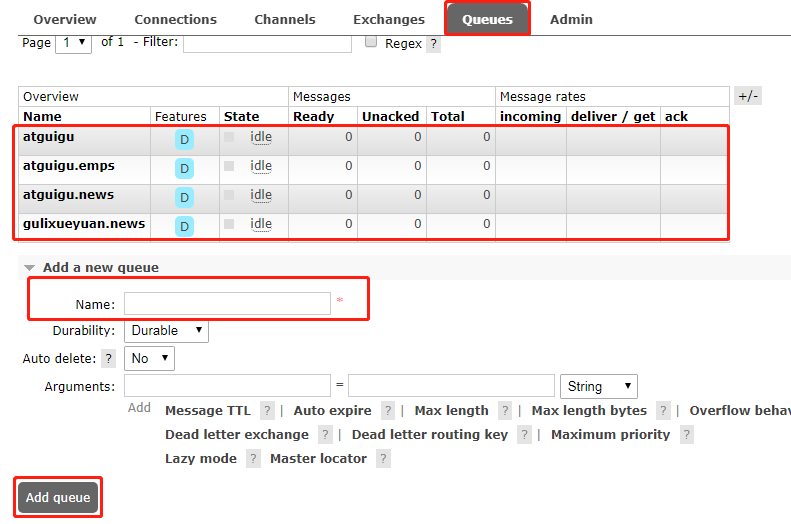 Overview Connections Channels Exchanges Queues Admin
Page 1 of 1 - Filter: Regex ?
Overview Messages Message rates +/-
Name Features State Ready Unacked Total incoming deliver / get ack
atguigu D idle 0 0 0
atguigu.emps D idle 0 0 0
atguigu.news D idle 0 0 0
gulixueyuan.news D idle 0 0 0
Add a new queue
Name: *
Durability: Durable
Auto delete: ? No
Arguments: = String
Add Message TTL ? | Auto expire ? | Max length ? | Max length bytes ? | Overflow behav
Dead letter exchange ? | Dead letter routing key ? | Maximum priority ?
Lazy mode ? Master locator ?
Add queue